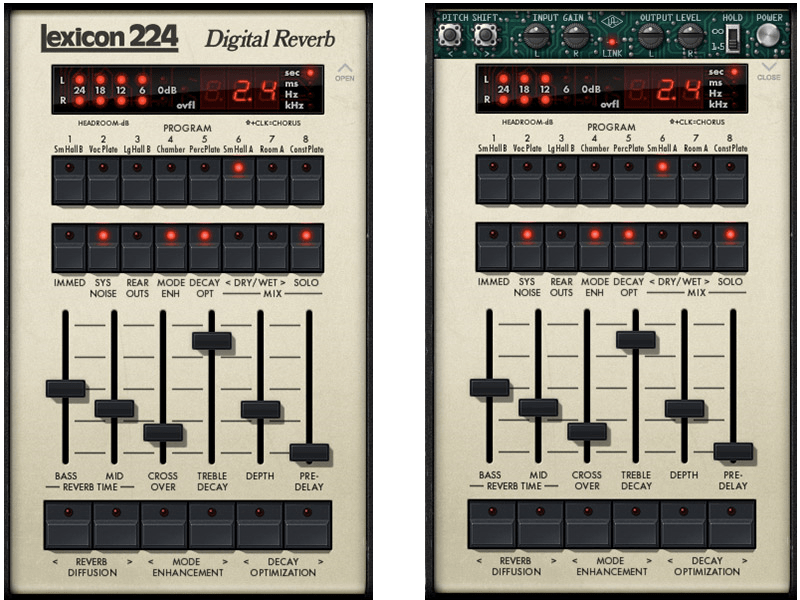 lexicon 224 Digital Reverb
OPEN
L 24 18 12 6 0dB
R
ovfl
2.4
sec
ms
Hz
kHz
HEADROOM-dB
⇧+CLK=CHORUS
PROGRAM
1 2 3 4 5 6 7 8
Sm Hall B Voc Plate Lg Hall B Chamber PercPlate Sm Hall A Room A ConstPlate
IMMED SYS NOISE REAR OUTS MODE ENH DECAY OPT < DRY/WET > SOLO
MIX
BASS MID CROSS OVER TREBLE DECAY DEPTH PRE-DELAY
REVERB TIME
< REVERB > < MODE > < DECAY >
DIFFUSION ENHANCEMENT OPTIMIZATION
PITCH SHIFT INPUT GAIN OUTPUT LEVEL HOLD POWER
∞
1-5
< > L R LINK L R
CLOSE
L 24 18 12 6 0dB
R
ovfl
2.4
sec
ms
Hz
kHz
HEADROOM-dB
⇧+CLK=CHORUS
PROGRAM
1 2 3 4 5 6 7 8
Sm Hall B Voc Plate Lg Hall B Chamber PercPlate Sm Hall A Room A ConstPlate
IMMED SYS NOISE REAR OUTS MODE ENH DECAY OPT < DRY/WET > SOLO
MIX
BASS MID CROSS OVER TREBLE DECAY DEPTH PRE-DELAY
REVERB TIME
< REVERB > < MODE > < DECAY >
DIFFUSION ENHANCEMENT OPTIMIZATION